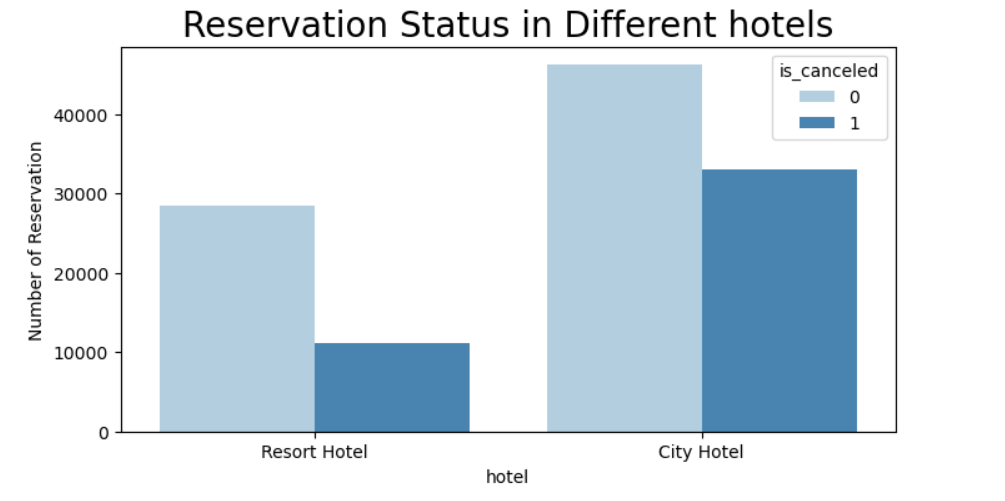 Reservation Status in Different hotels
is_canceled
0
1
Number of Reservation
40000
30000
20000
10000
0
Resort Hotel
City Hotel
hotel